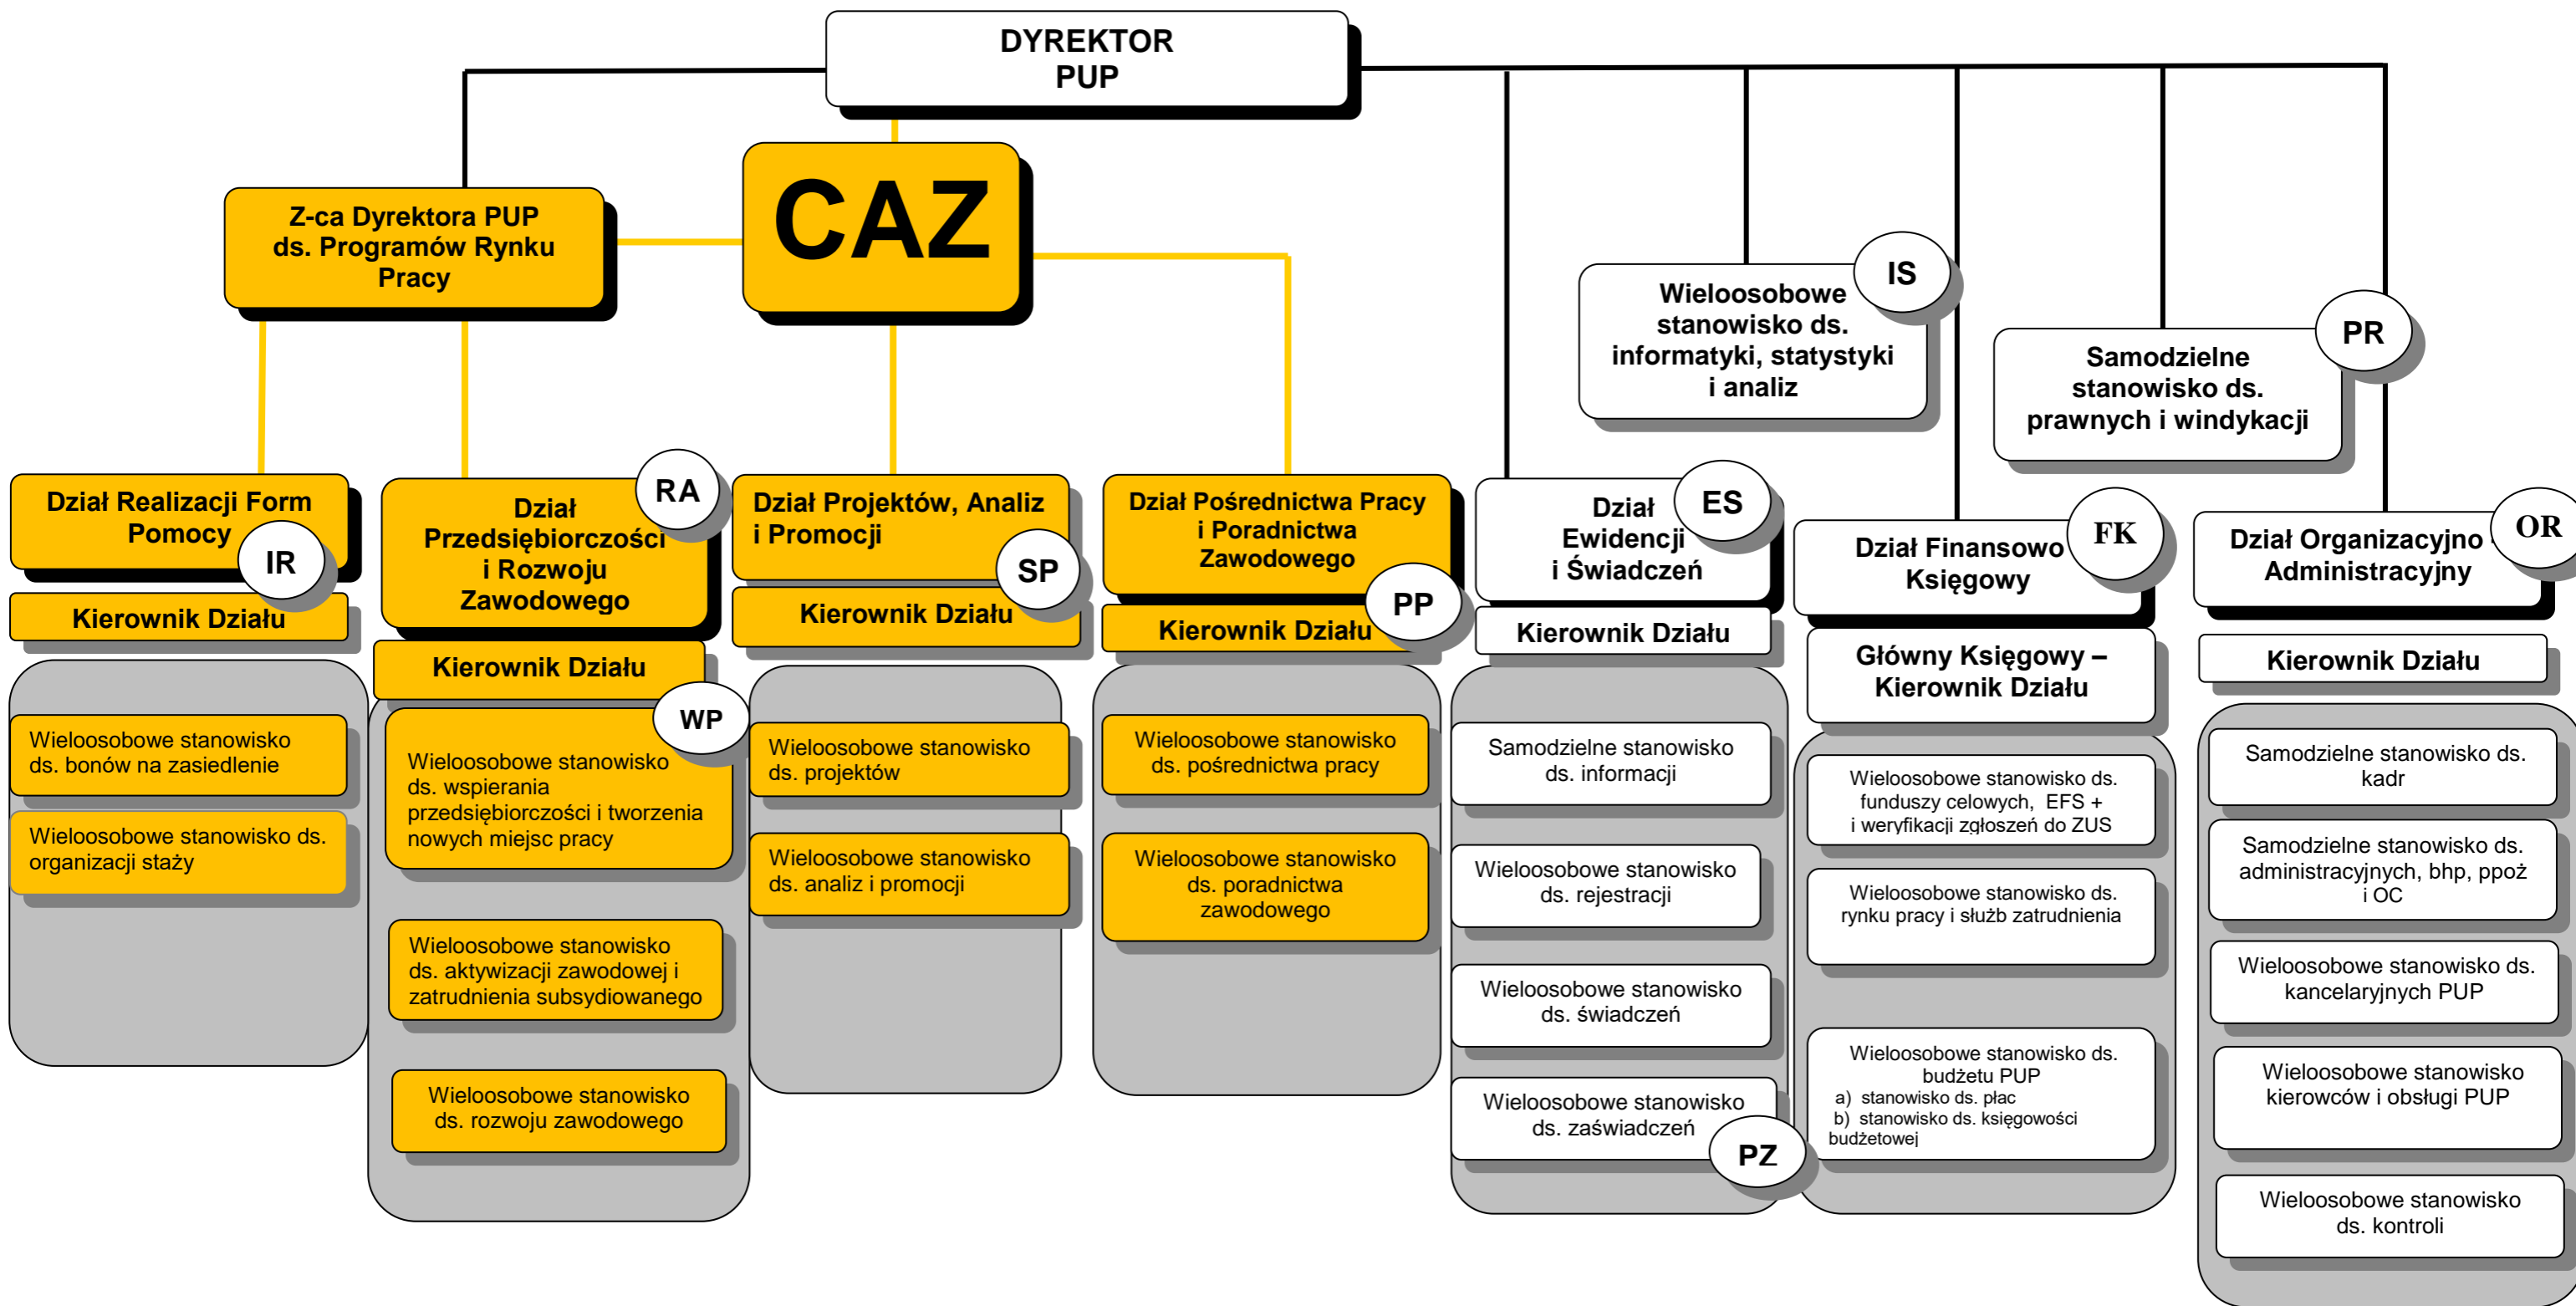 DYREKTOR
PUP
CAZ
Z-ca Dyrektora PUP
ds. Programów Rynku
Pracy
IS
Wieloosobowe
stanowisko ds.
informatyki, statystyki
i analiz
PR
Samodzielne
stanowisko ds.
prawnych i windykacji
Dział Realizacji Form
Pomocy
IR
Kierownik Działu
Wieloosobowe stanowisko
ds. bonów na zasiedlenie
Wieloosobowe stanowisko ds.
organizacji staży
RA
Dział
Przedsiębiorczości
i Rozwoju
Zawodowego
Kierownik Działu
WP
Wieloosobowe stanowisko
ds. wspierania
przedsiębiorczości i tworzenia
nowych miejsc pracy
Wieloosobowe stanowisko
ds. aktywizacji zawodowej i
zatrudnienia subsydiowanego
Wieloosobowe stanowisko
ds. rozwoju zawodowego
Dział Projektów, Analiz
i Promocji
SP
Kierownik Działu
Wieloosobowe stanowisko
ds. projektów
Wieloosobowe stanowisko
ds. analiz i promocji
Dział Pośrednictwa Pracy
i Poradnictwa
Zawodowego
PP
Kierownik Działu
Wieloosobowe stanowisko
ds. pośrednictwa pracy
Wieloosobowe stanowisko
ds. poradnictwa
zawodowego
ES
Dział
Ewidencji
i Świadczeń
Kierownik Działu
Samodzielne stanowisko
ds. informacji
Wieloosobowe stanowisko
ds. rejestracji
Wieloosobowe stanowisko
ds. świadczeń
Wieloosobowe stanowisko
ds. zaświadczeń
PZ
FK
Dział Finansowo
Księgowy
Główny Księgowy –
Kierownik Działu
Wieloosobowe stanowisko ds.
funduszy celowych, EFS +
i weryfikacji zgłoszeń do ZUS
Wieloosobowe stanowisko ds.
rynku pracy i służb zatrudnienia
Wieloosobowe stanowisko ds.
budżetu PUP
a) stanowisko ds. płac
b) stanowisko ds. księgowości
budżetowej
OR
Dział Organizacyjno
Administracyjny
Kierownik Działu
Samodzielne stanowisko ds.
kadr
Samodzielne stanowisko ds.
administracyjnych, bhp, ppoż
i OC
Wieloosobowe stanowisko ds.
kancelaryjnych PUP
Wieloosobowe stanowisko
kierowców i obsługi PUP
Wieloosobowe stanowisko
ds. kontroli